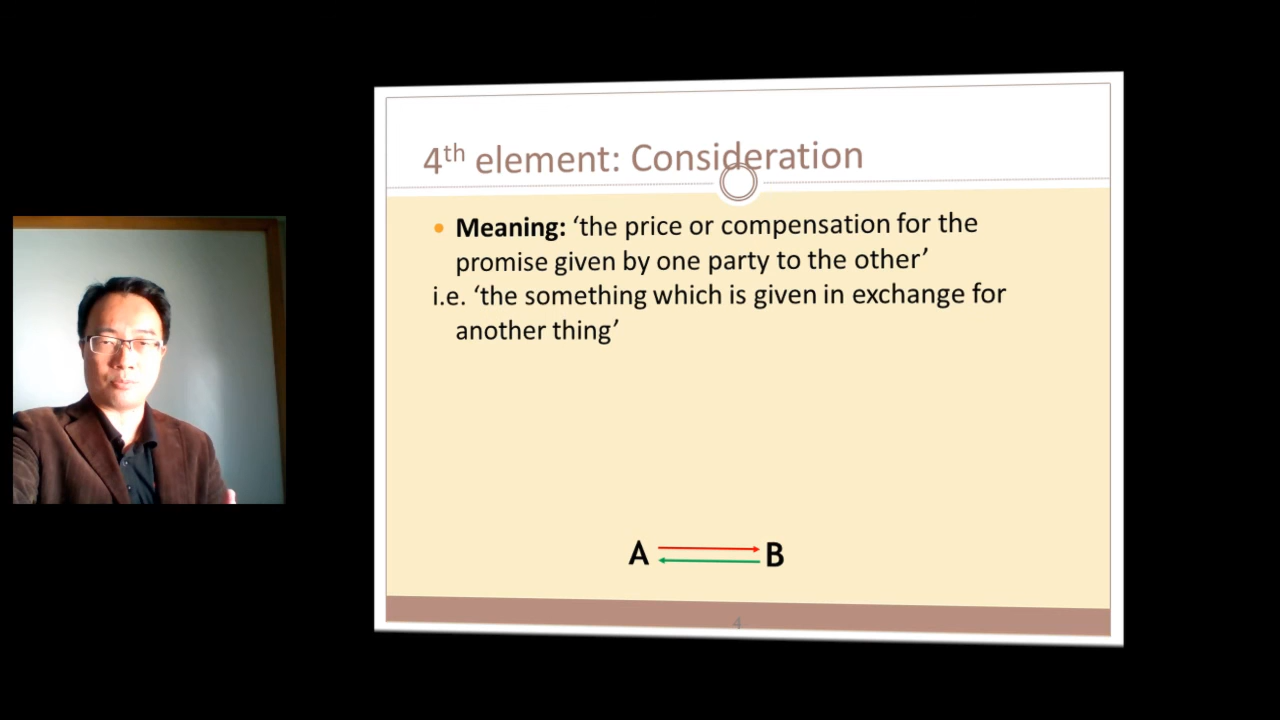 4th element: Consideration
• Meaning: ‘the price or compensation for the
promise given by one party to the other’
i.e. ‘the something which is given in exchange for
another thing’
A B
4